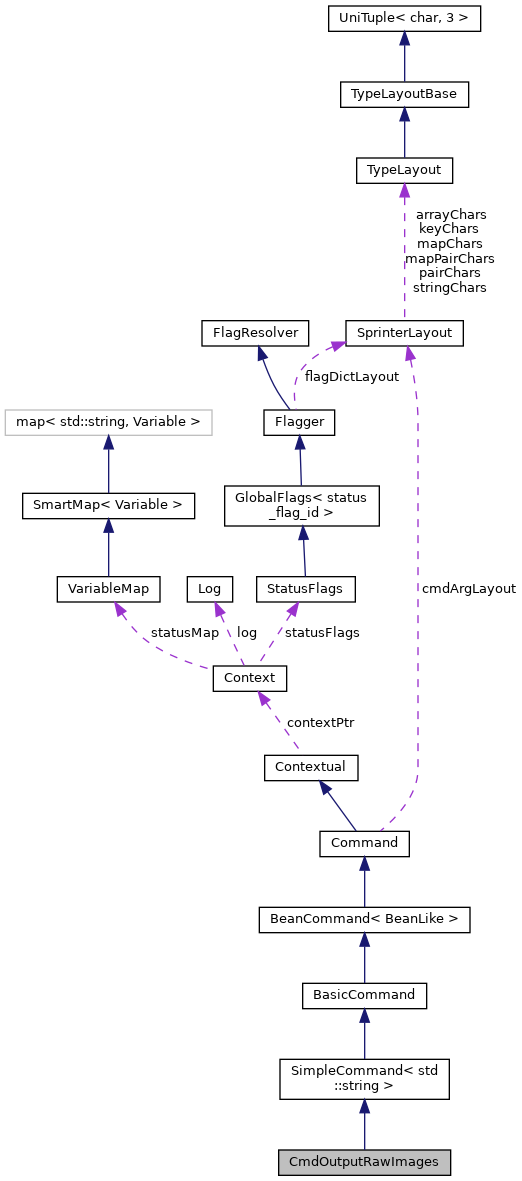 UniTuple< char, 3 >
TypeLayoutBase
TypeLayout
arrayChars
keyChars
mapChars
mapPairChars
pairChars
stringChars
FlagResolver
SprinterLayout
flagDictLayout
map< std::string, Variable >
Flagger
SmartMap< Variable >
GlobalFlags< status
_flag_id >
VariableMap
Log
StatusFlags
cmdArgLayout
statusMap
log
statusFlags
Context
contextPtr
Contextual
Command
BeanCommand< BeanLike >
BasicCommand
SimpleCommand< std
::string >
CmdOutputRawImages